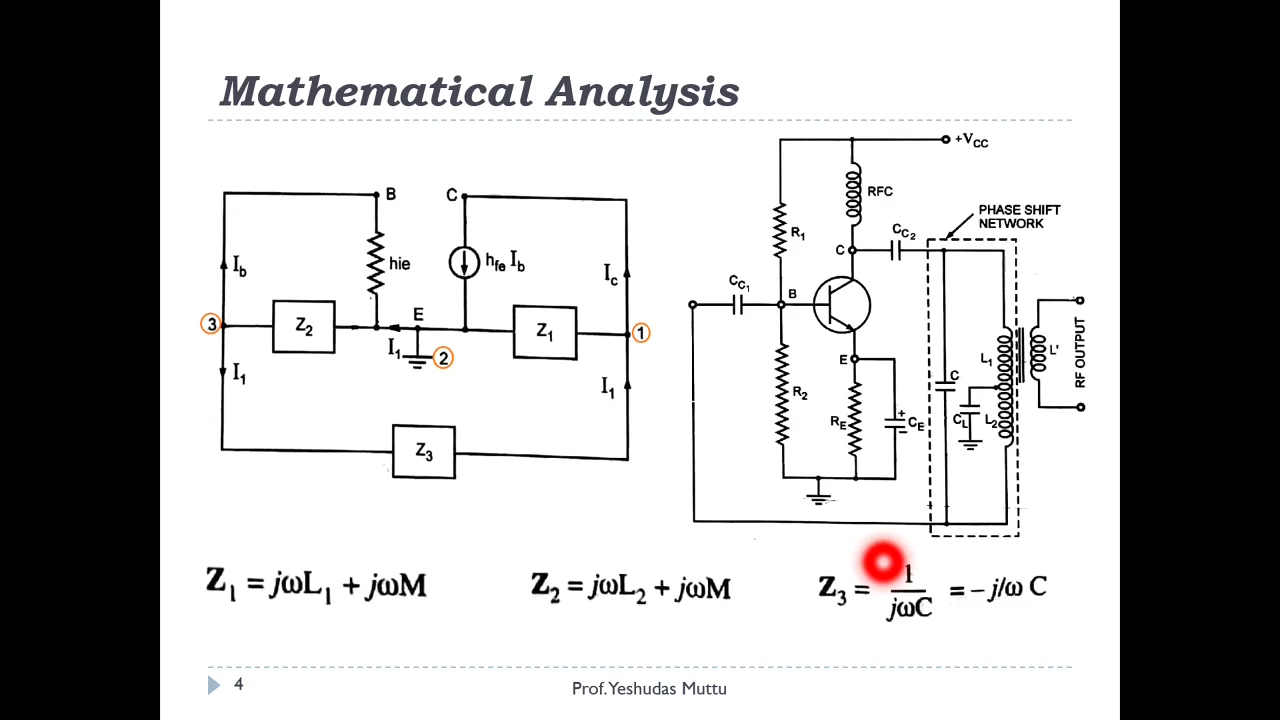 Mathematical Analysis
B
C
I_b
hie
h_fe I_b
I_c
3
Z_2
E
Z_1
1
I_1
2
I_1
I_1
Z_3
+V_CC
RFC
PHASE SHIFT
NETWORK
R_1
C
C_C2
C_C1
B
E
R_2
R_E
+
−
C_E
C
C_L
L_1
L_2
L'
RF OUTPUT
Z_1 = jωL_1 + jωM
Z_2 = jωL_2 + jωM
Z_3 = 1/jωC = − j/ω C
4
Prof.Yeshudas Muttu